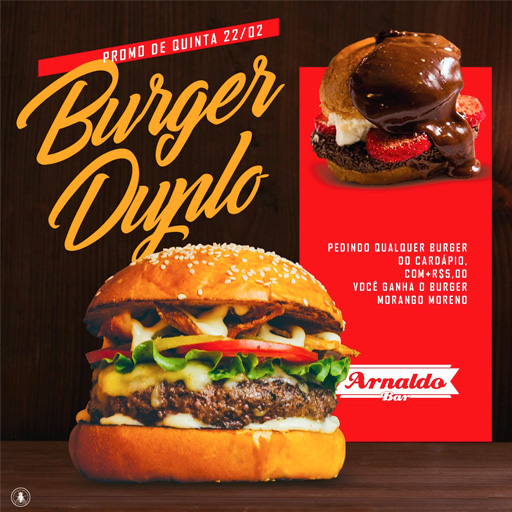 PROMO DE QUINTA 22/02
Burger
Duplo
PEDINDO QUALQUER BURGER
DO CARDÁPIO,
COM+R$5,00
VOCÊ GANHA O BURGER
MORANGO MORENO
Arnaldo
Bar